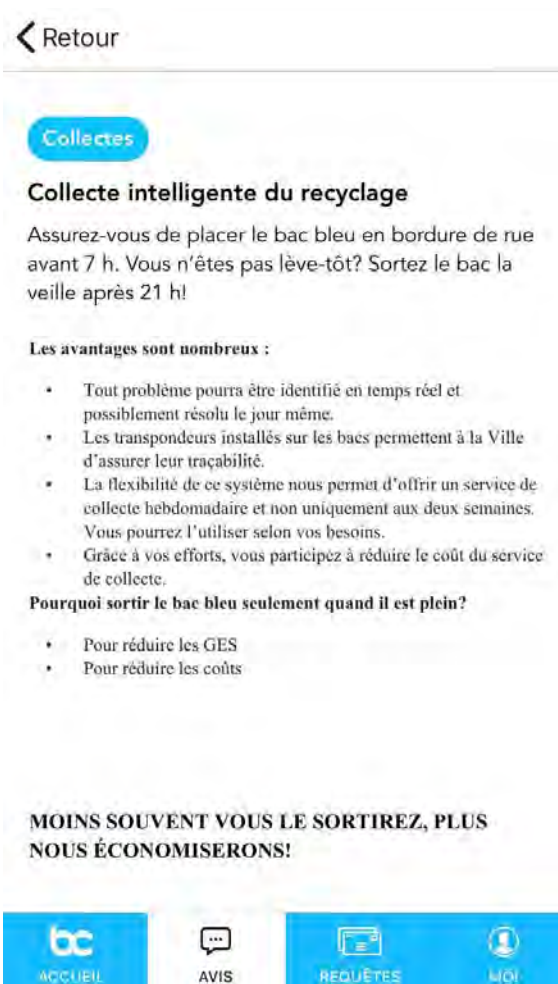 Retour
Collectes
Collecte intelligente du recyclage
Assurez-vous de placer le bac bleu en bordure de rue
avant 7 h. Vous n'êtes pas lève-tôt? Sortez le bac la
veille après 21 h!
Les avantages sont nombreux :
• Tout problème pourra être identifié en temps réel et
possiblement résolu le jour même.
• Les transpondeurs installés sur les bacs permettent à la Ville
d'assurer leur traçabilité.
• La flexibilité de ce système nous permet d'offrir un service de
collecte hebdomadaire et non uniquement aux deux semaines.
Vous pourrez l'utiliser selon vos besoins.
• Grâce à vos efforts, vous participez à réduire le coût du service
de collecte.
Pourquoi sortir le bac bleu seulement quand il est plein?
• Pour réduire les GES
• Pour réduire les coûts
MOINS SOUVENT VOUS LE SORTIREZ, PLUS
NOUS ÉCONOMISERONS!
bc
ACCUEIL AVIS REQUÊTES MOI